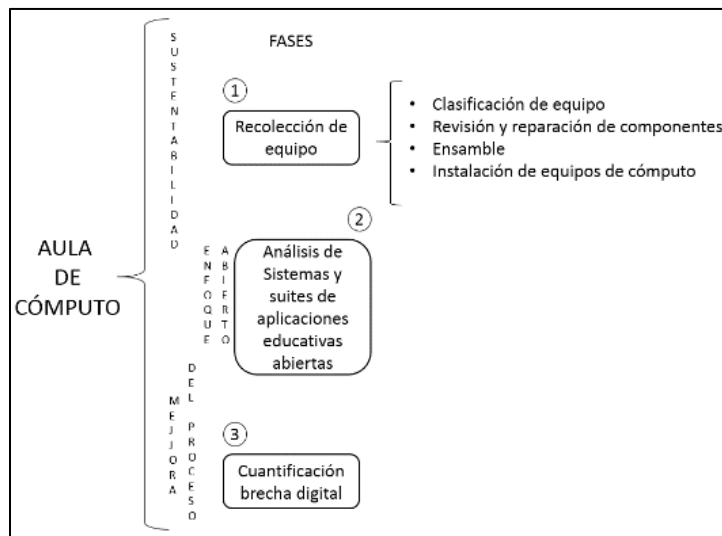 FASES
SUSTENTABILIDAD
1
Recolección de
equipo
• Clasificación de equipo
• Revisión y reparación de componentes
• Ensamble
• Instalación de equipos de cómputo
AULA
DE
CÓMPUTO
2
ENFOQUE
ABIERTO
Análisis de
Sistemas y
suites de
aplicaciones
educativas
abiertas
MEJJORA
DEL PROCESO
3
Cuantificación
brecha digital